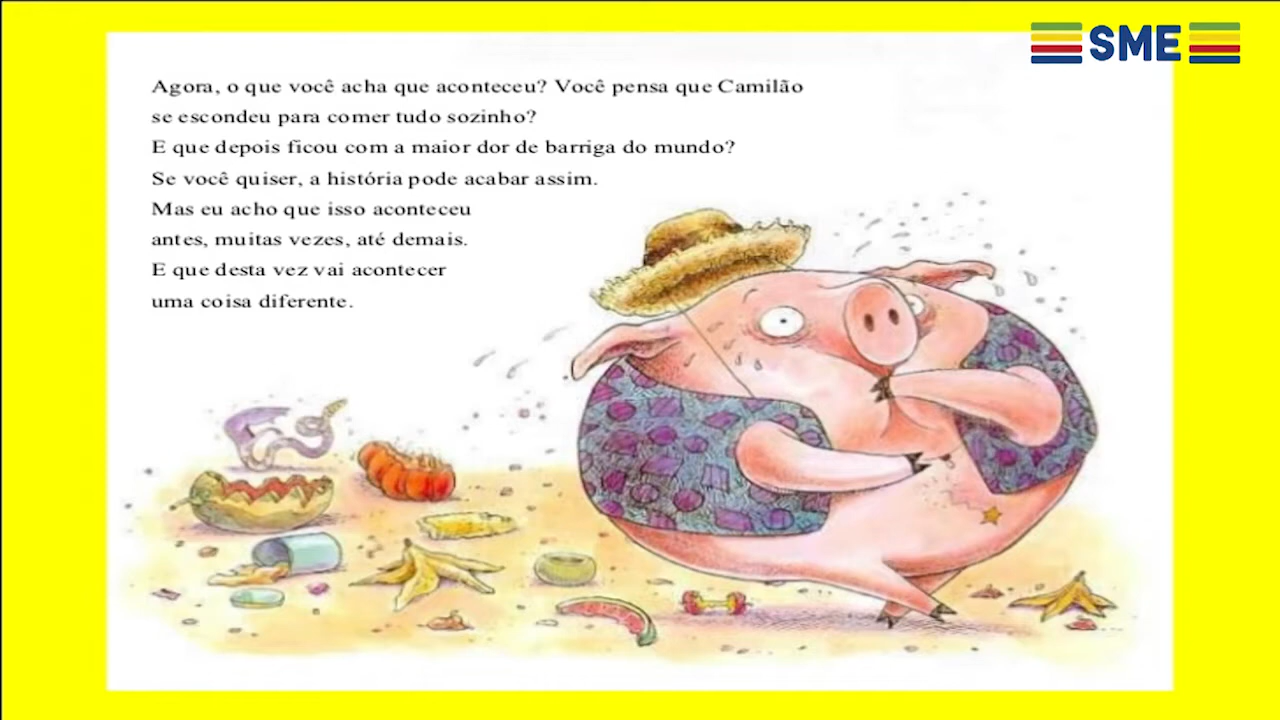 SME
Agora, o que você acha que aconteceu? Você pensa que Camilão
se escondeu para comer tudo sozinho?
E que depois ficou com a maior dor de barriga do mundo?
Se você quiser, a história pode acabar assim.
Mas eu acho que isso aconteceu
antes, muitas vezes, até demais.
E que desta vez vai acontecer
uma coisa diferente.